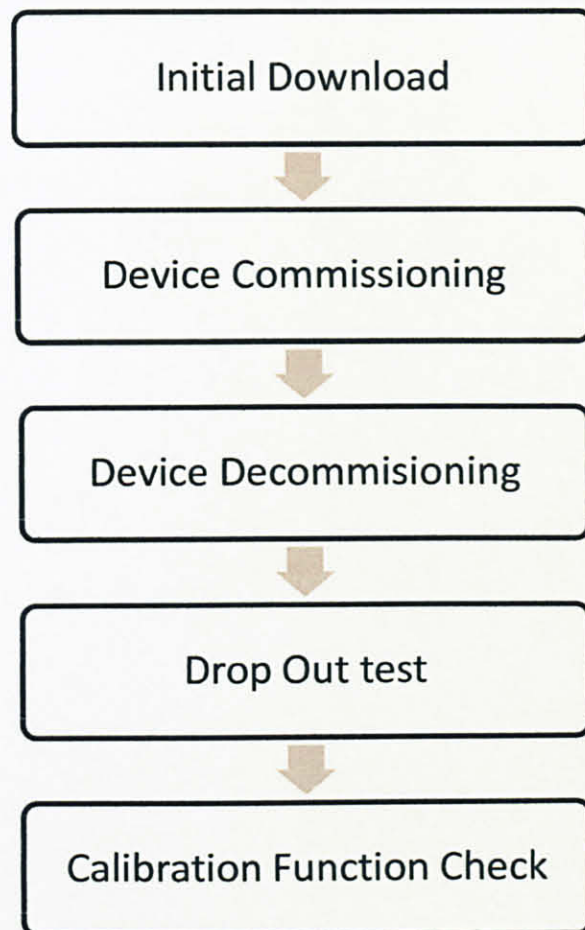 Initial Download
Device Commissioning
Device Decommisioning
Drop Out test
Calibration Function Check